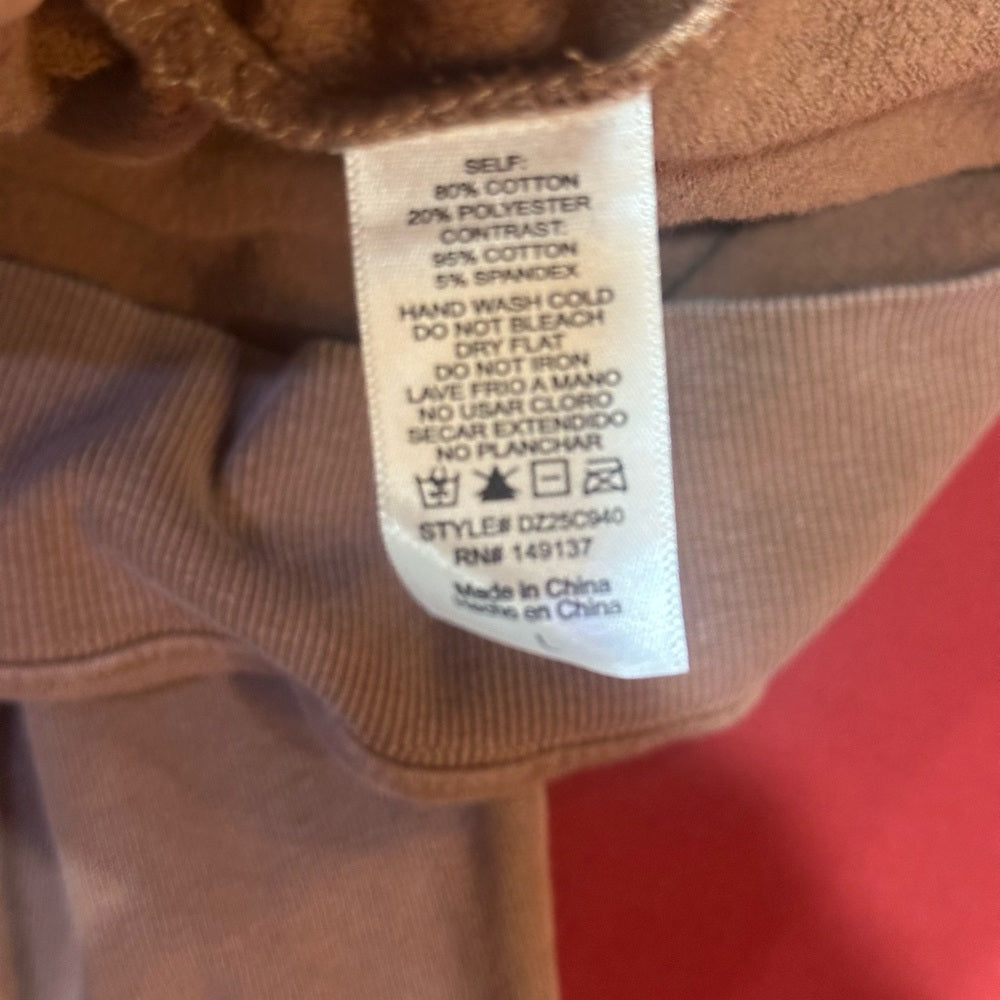 SELF:
80% COTTON
20% POLYESTER
CONTRAST:
95% COTTON
5% SPANDEX
HAND WASH COLD
DO NOT BLEACH
DRY FLAT
DO NOT IRON
LAVE FRIO A MANO
NO USAR CLORO
SECAR EXTENDIDO
NO PLANCHAR
STYLE# DZ25C940
RN# 149137
Made in China
Hecho en China
L